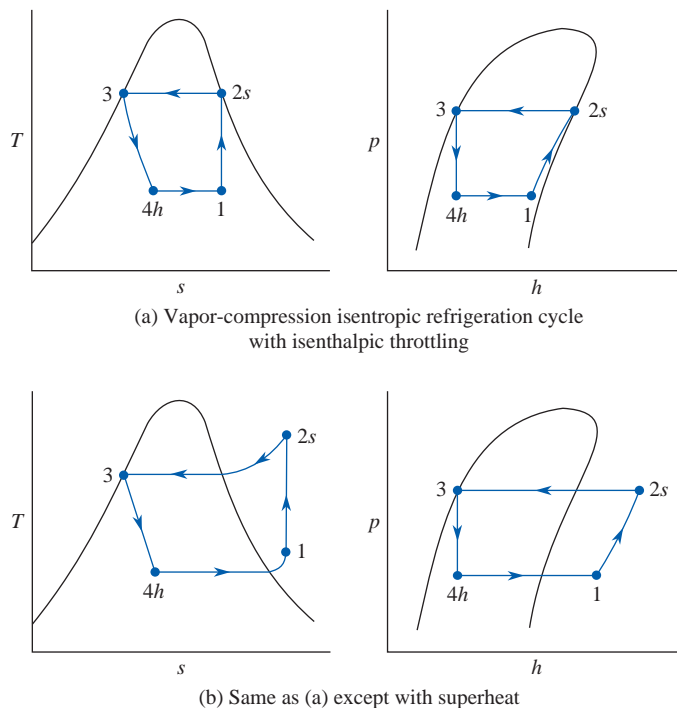 3
2s
T
4h
1
s
3
2s
p
4h
1
h
(a) Vapor-compression isentropic refrigeration cycle
with isenthalpic throttling
2s
3
T
1
4h
s
3
2s
p
4h
1
h
(b) Same as (a) except with superheat